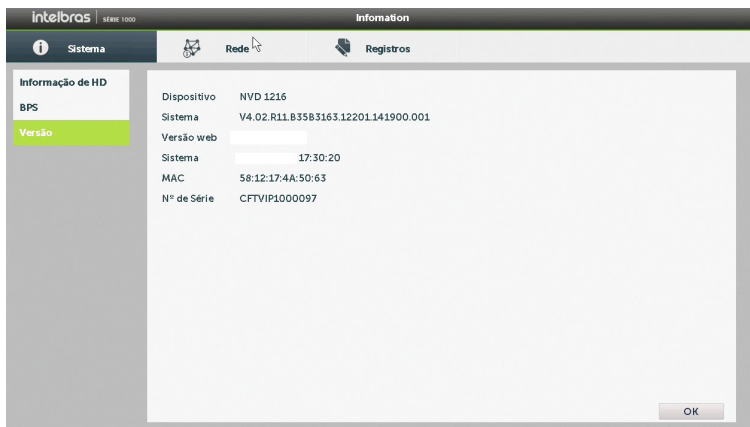 intelbras | SÉRIE 1000
Infomation
Sistema
Rede
Registros
Informação de HD
BPS
Versão
Dispositivo NVD 1216
Sistema V4.02.R11.B35B3163.12201.141900.001
Versão web
Sistema 17:30:20
MAC 58:12:17:4A:50:63
Nº de Série CFTVIP1000097
OK